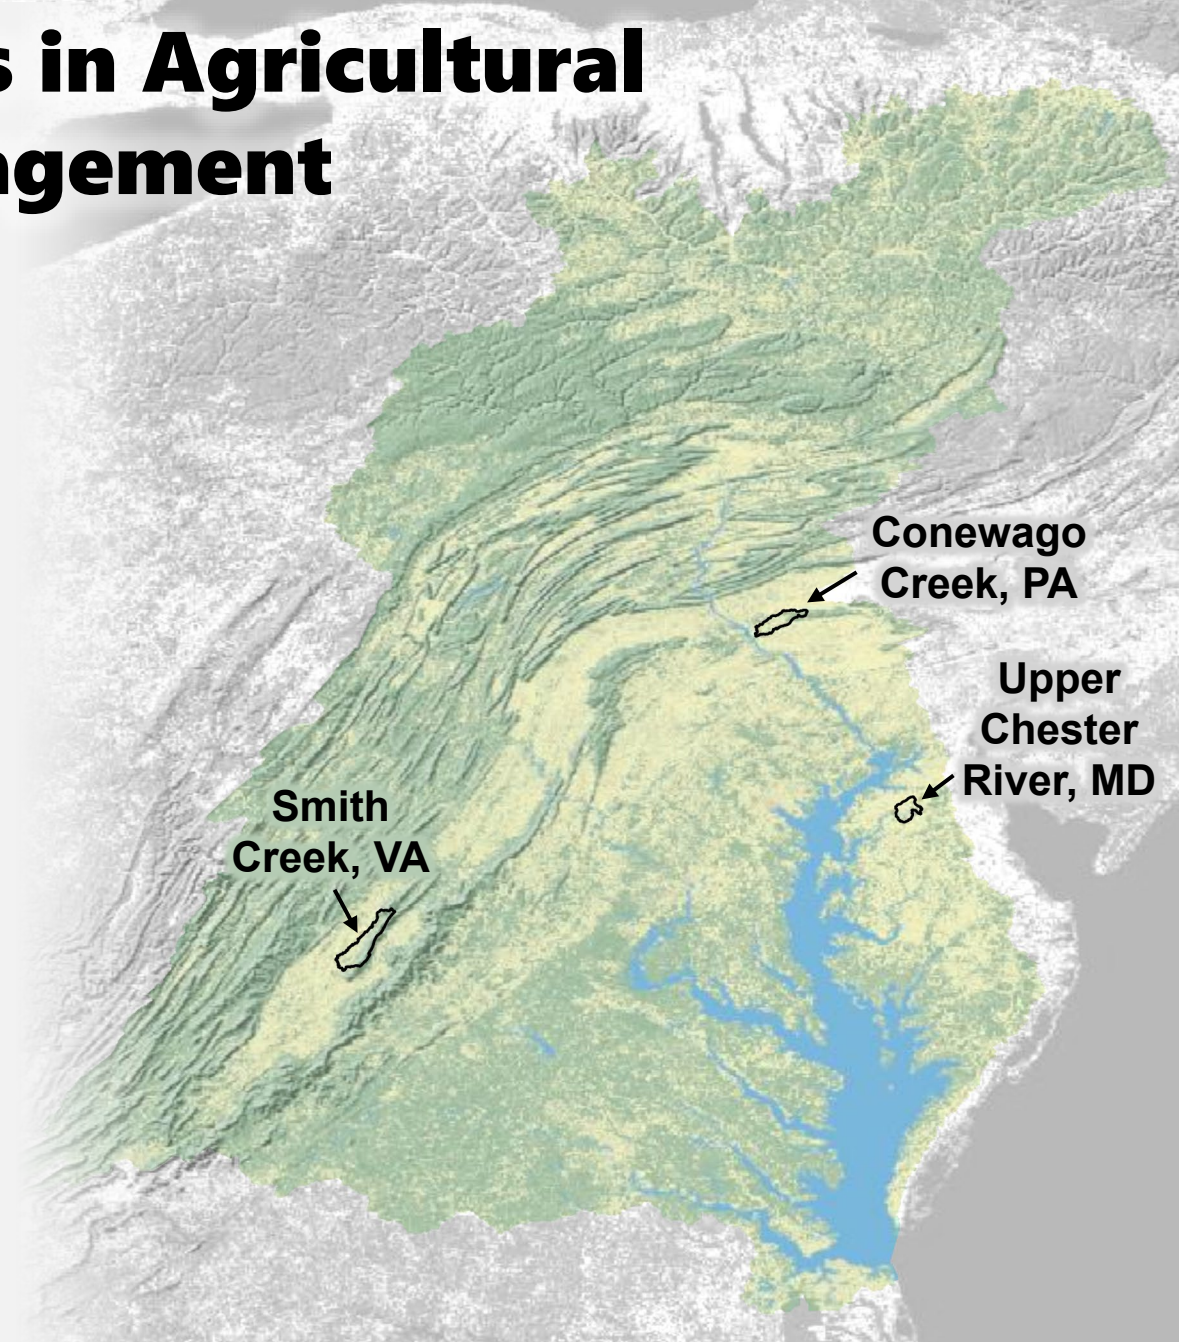 s in Agricultural
agement
Conewago
Creek, PA
Upper
Chester
River, MD
Smith
Creek, VA